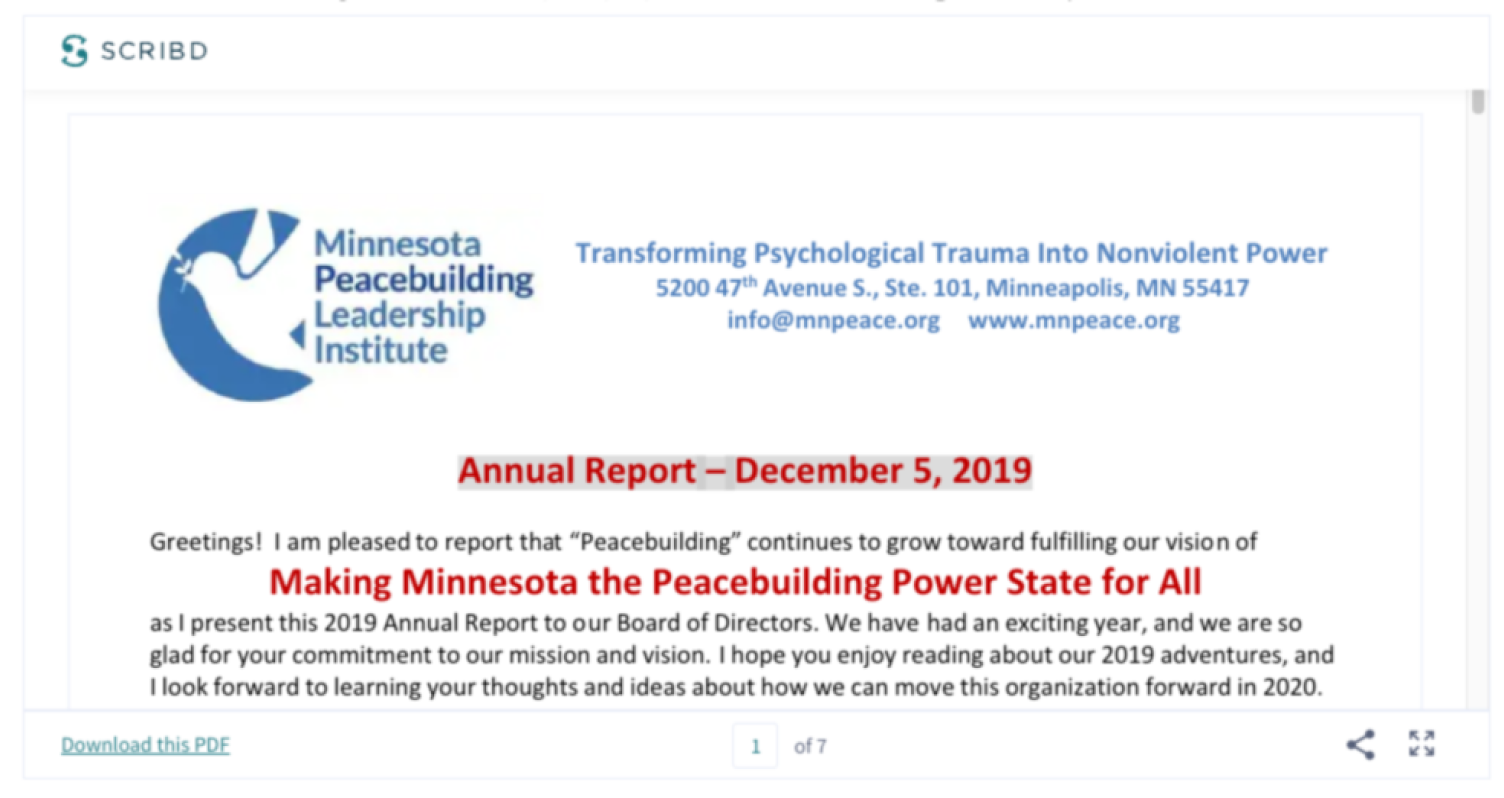 SCRIBD
Minnesota
Peacebuilding
Leadership
Institute
Transforming Psychological Trauma Into Nonviolent Power
5200 47th Avenue S., Ste. 101, Minneapolis, MN 55417
info@mnpeace.org www.mnpeace.org
Annual Report – December 5, 2019
Greetings! I am pleased to report that “Peacebuilding” continues to grow toward fulfilling our vision of
Making Minnesota the Peacebuilding Power State for All
as I present this 2019 Annual Report to our Board of Directors. We have had an exciting year, and we are so
glad for your commitment to our mission and vision. I hope you enjoy reading about our 2019 adventures, and
I look forward to learning your thoughts and ideas about how we can move this organization forward in 2020.
Download this PDF
1 of 7